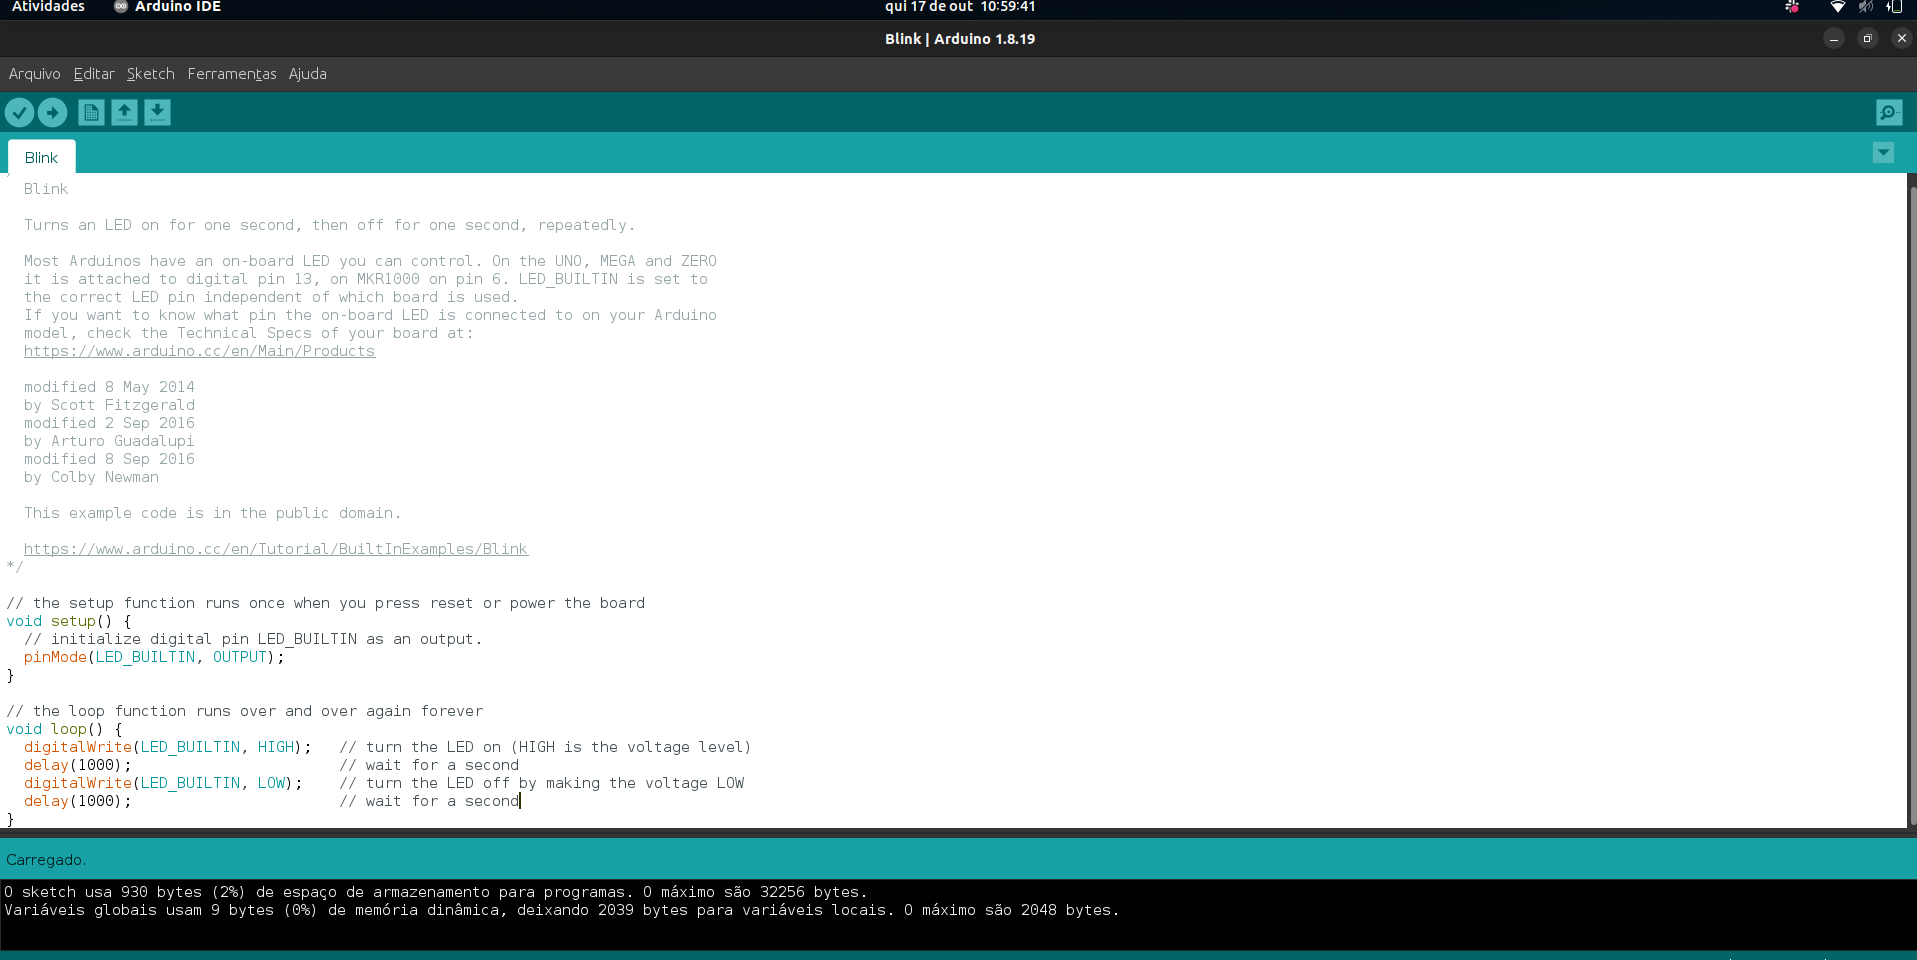 Atividades Arduino IDE qui 17 de out 10:59:41
Blink | Arduino 1.8.19
Arquivo Editar Sketch Ferramentas Ajuda
Blink
Blink
Turns an LED on for one second, then off for one second, repeatedly.
Most Arduinos have an on-board LED you can control. On the UNO, MEGA and ZERO
it is attached to digital pin 13, on MKR1000 on pin 6. LED_BUILTIN is set to
the correct LED pin independent of which board is used.
If you want to know what pin the on-board LED is connected to on your Arduino
model, check the Technical Specs of your board at:
https://www.arduino.cc/en/Main/Products
modified 8 May 2014
by Scott Fitzgerald
modified 2 Sep 2016
by Arturo Guadalupi
modified 8 Sep 2016
by Colby Newman
This example code is in the public domain.
https://www.arduino.cc/en/Tutorial/BuiltInExamples/Blink
*/
// the setup function runs once when you press reset or power the board
void setup() {
  // initialize digital pin LED_BUILTIN as an output.
  pinMode(LED_BUILTIN, OUTPUT);
}
// the loop function runs over and over again forever
void loop() {
  digitalWrite(LED_BUILTIN, HIGH);   // turn the LED on (HIGH is the voltage level)
  delay(1000);                       // wait for a second
  digitalWrite(LED_BUILTIN, LOW);    // turn the LED off by making the voltage LOW
  delay(1000);                       // wait for a second
}
Carregado.
O sketch usa 930 bytes (2%) de espaço de armazenamento para programas. O máximo são 32256 bytes.
Variáveis globais usam 9 bytes (0%) de memória dinâmica, deixando 2039 bytes para variáveis locais. O máximo são 2048 bytes.